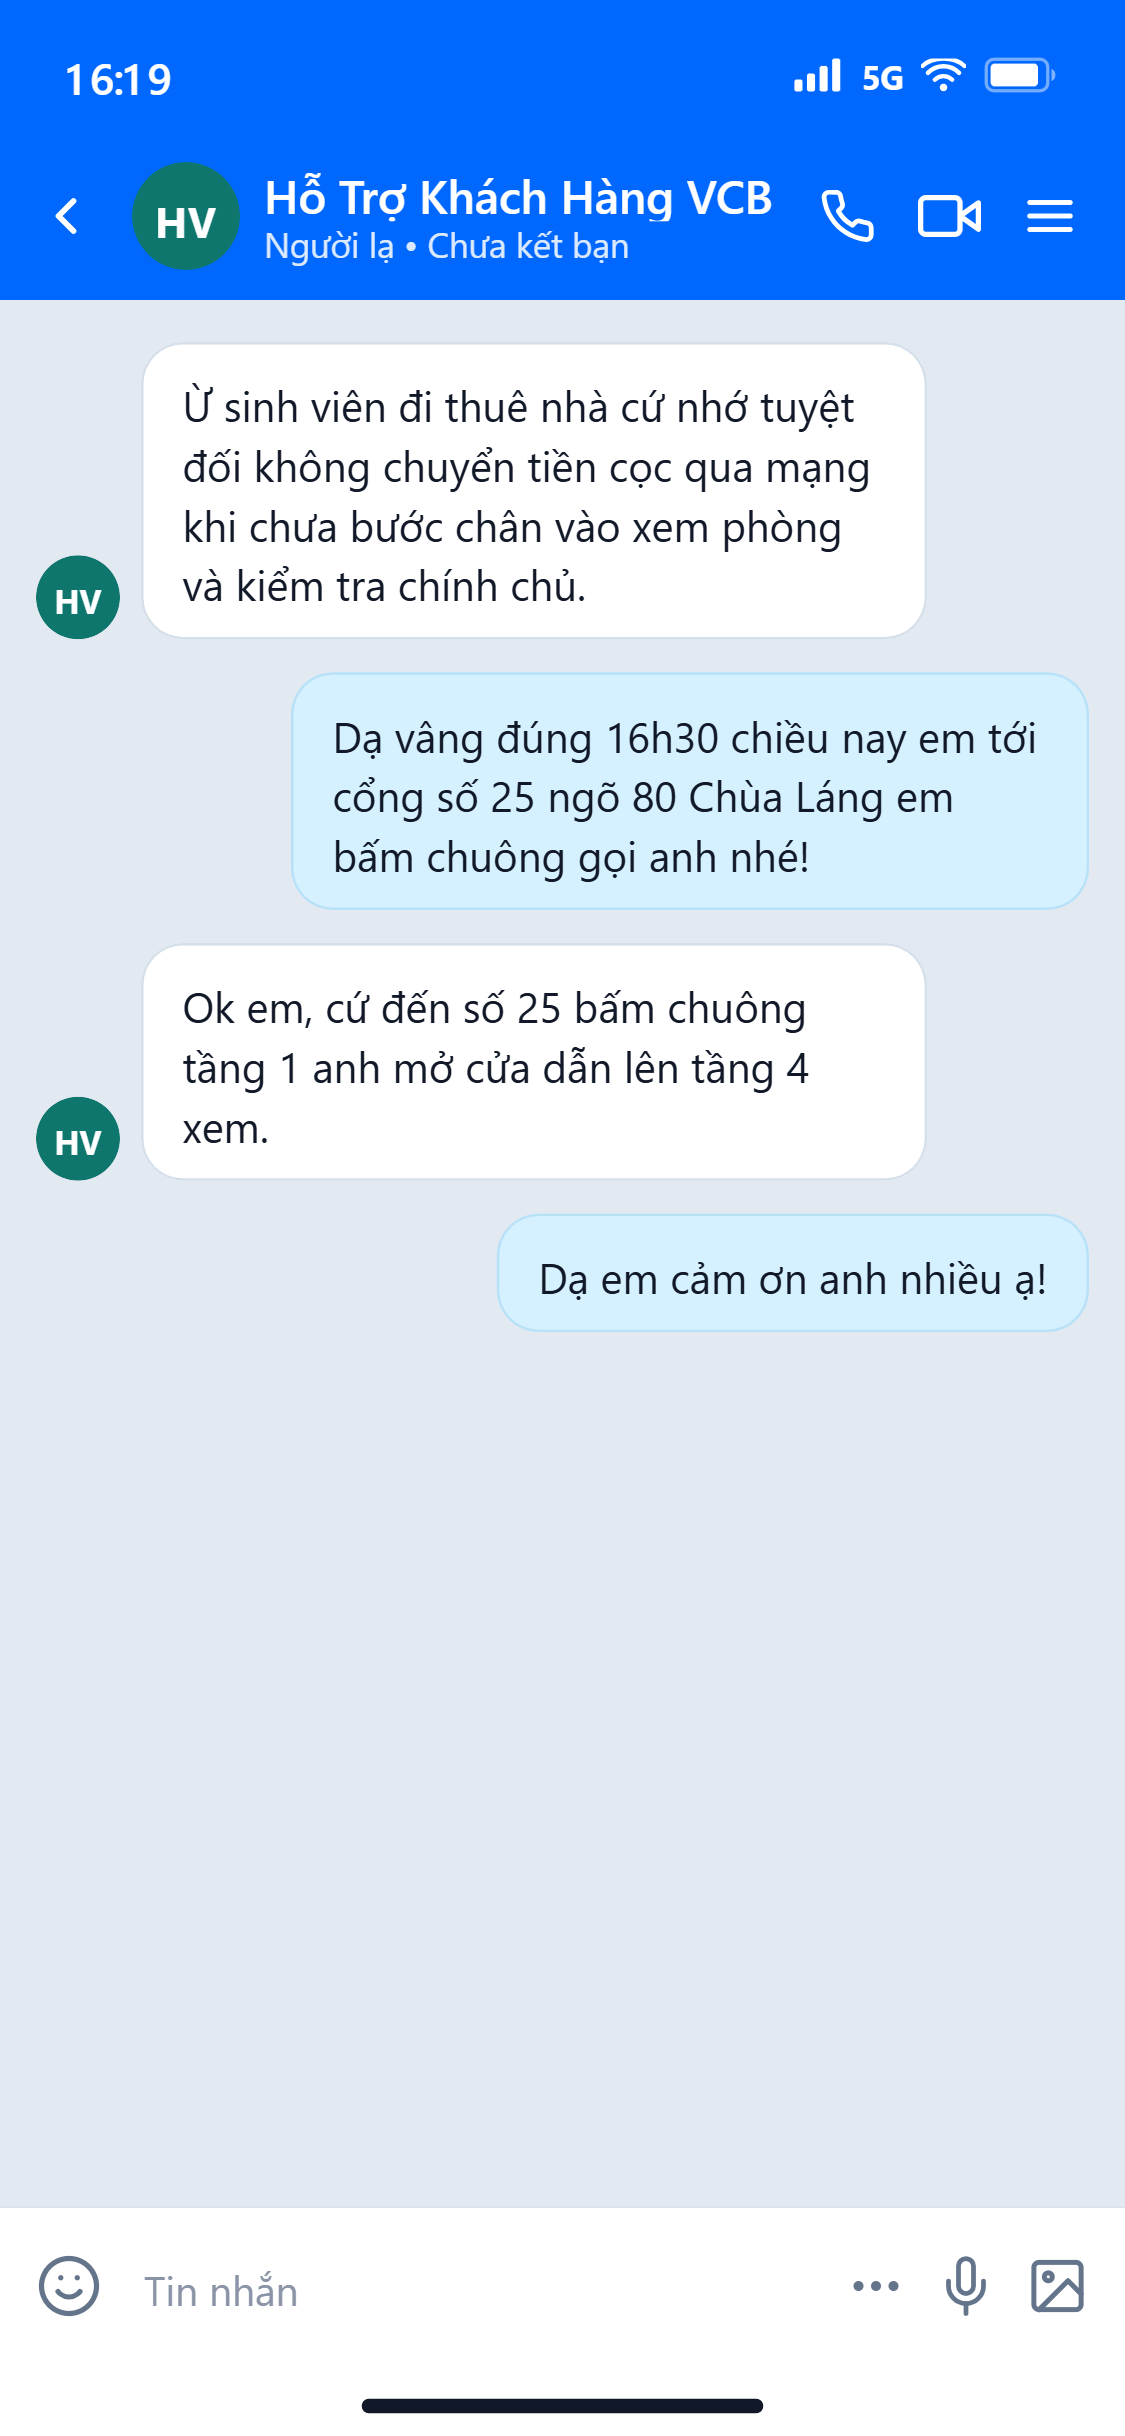 16:19
5G
HV
Hỗ Trợ Khách Hàng VCB
Người lạ • Chưa kết bạn
Ừ sinh viên đi thuê nhà cứ nhớ tuyệt
đối không chuyển tiền cọc qua mạng
khi chưa bước chân vào xem phòng
và kiểm tra chính chủ.
HV
Dạ vâng đúng 16h30 chiều nay em tới
cổng số 25 ngõ 80 Chùa Láng em
bấm chuông gọi anh nhé!
Ok em, cứ đến số 25 bấm chuông
tầng 1 anh mở cửa dẫn lên tầng 4
xem.
HV
Dạ em cảm ơn anh nhiều ạ!
Tin nhắn